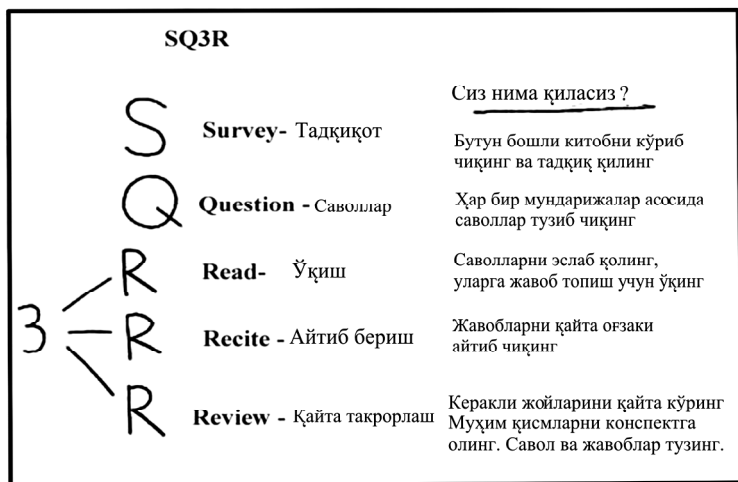 SQ3R
Сиз нима қиласиз ?
S Survey- Тадқиқот
Бутун бошли китобни кўриб
чиқинг ва тадқиқ қилинг
Q Question - Саволлар
Ҳар бир мундарижалар асосида
саволлар тузиб чиқинг
R Read- Ўқиш
Саволларни эслаб қолинг,
уларга жавоб топиш учун ўқинг
3 R Recite - Айтиб бериш
Жавобларни қайта оғзаки
айтиб чиқинг
R Review - Қайта такрорлаш
Керакли жойларини қайта кўринг
Муҳим қисмларни конспектга
олинг. Савол ва жавоблар тузинг.